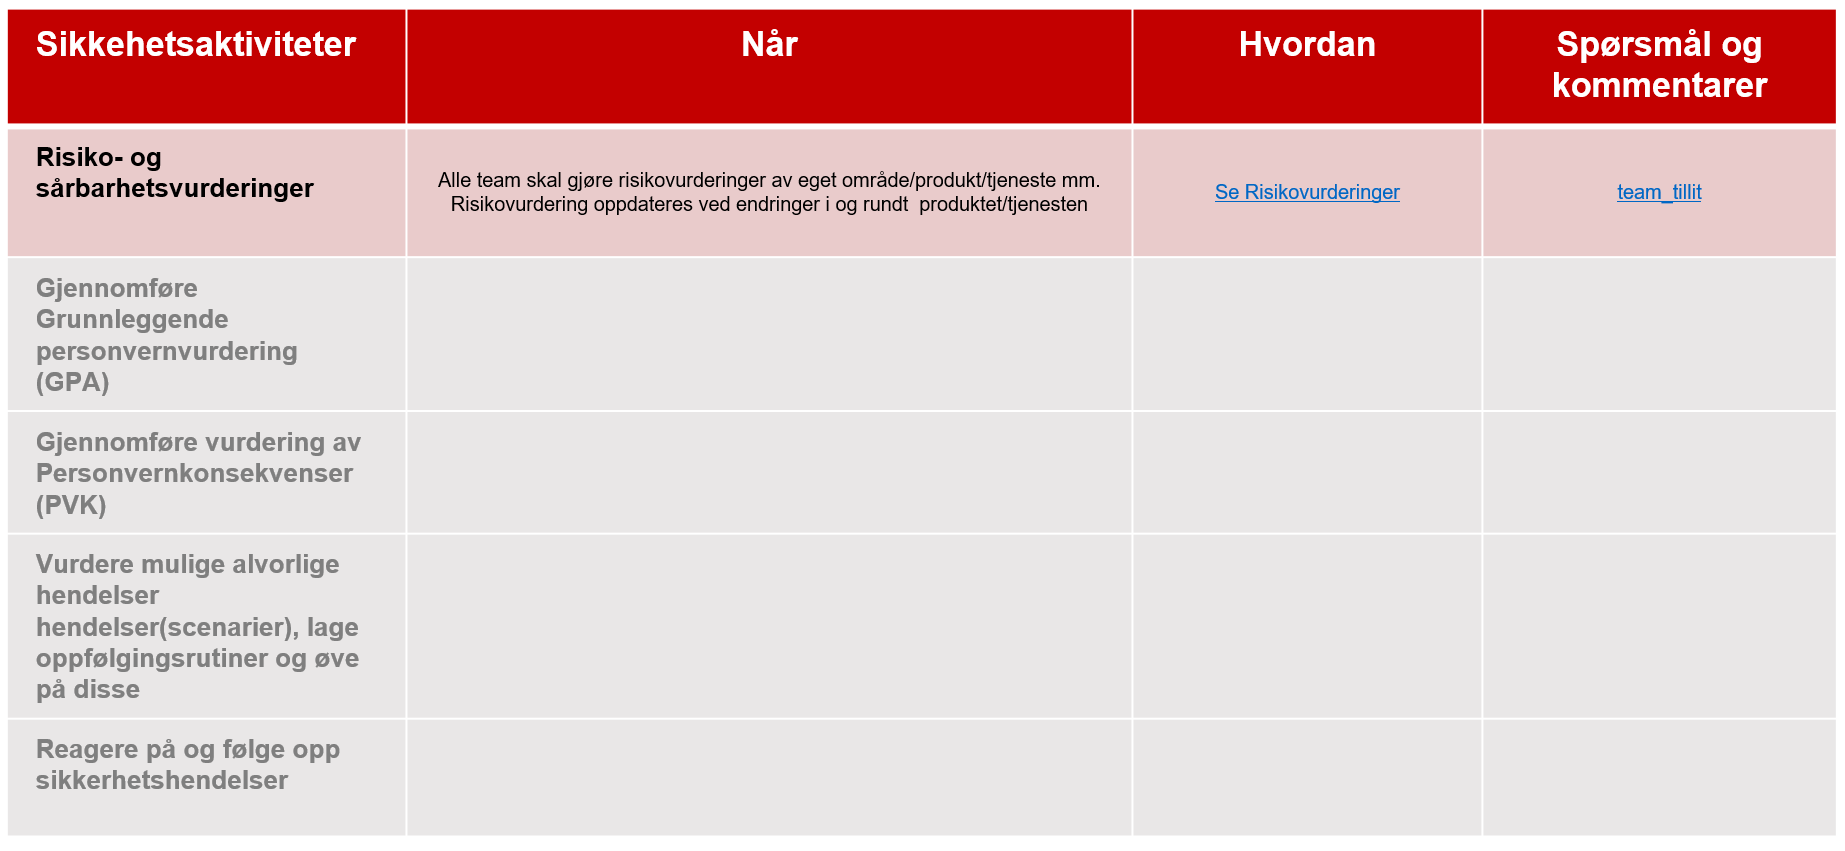 Sikkehetsaktiviteter
Når
Hvordan
Spørsmål og
kommentarer
Risiko- og
sårbarhetsvurderinger
Alle team skal gjøre risikovurderinger av eget område/produkt/tjeneste mm.
Risikovurdering oppdateres ved endringer i og rundt  produktet/tjenesten
Se Risikovurderinger
team_tillit
Gjennomføre
Grunnleggende
personvernvurdering
(GPA)
Gjennomføre vurdering av
Personvernkonsekvenser
(PVK)
Vurdere mulige alvorlige
hendelser
hendelser(scenarier), lage
oppfølgingsrutiner og øve
på disse
Reagere på og følge opp
sikkerhetshendelser